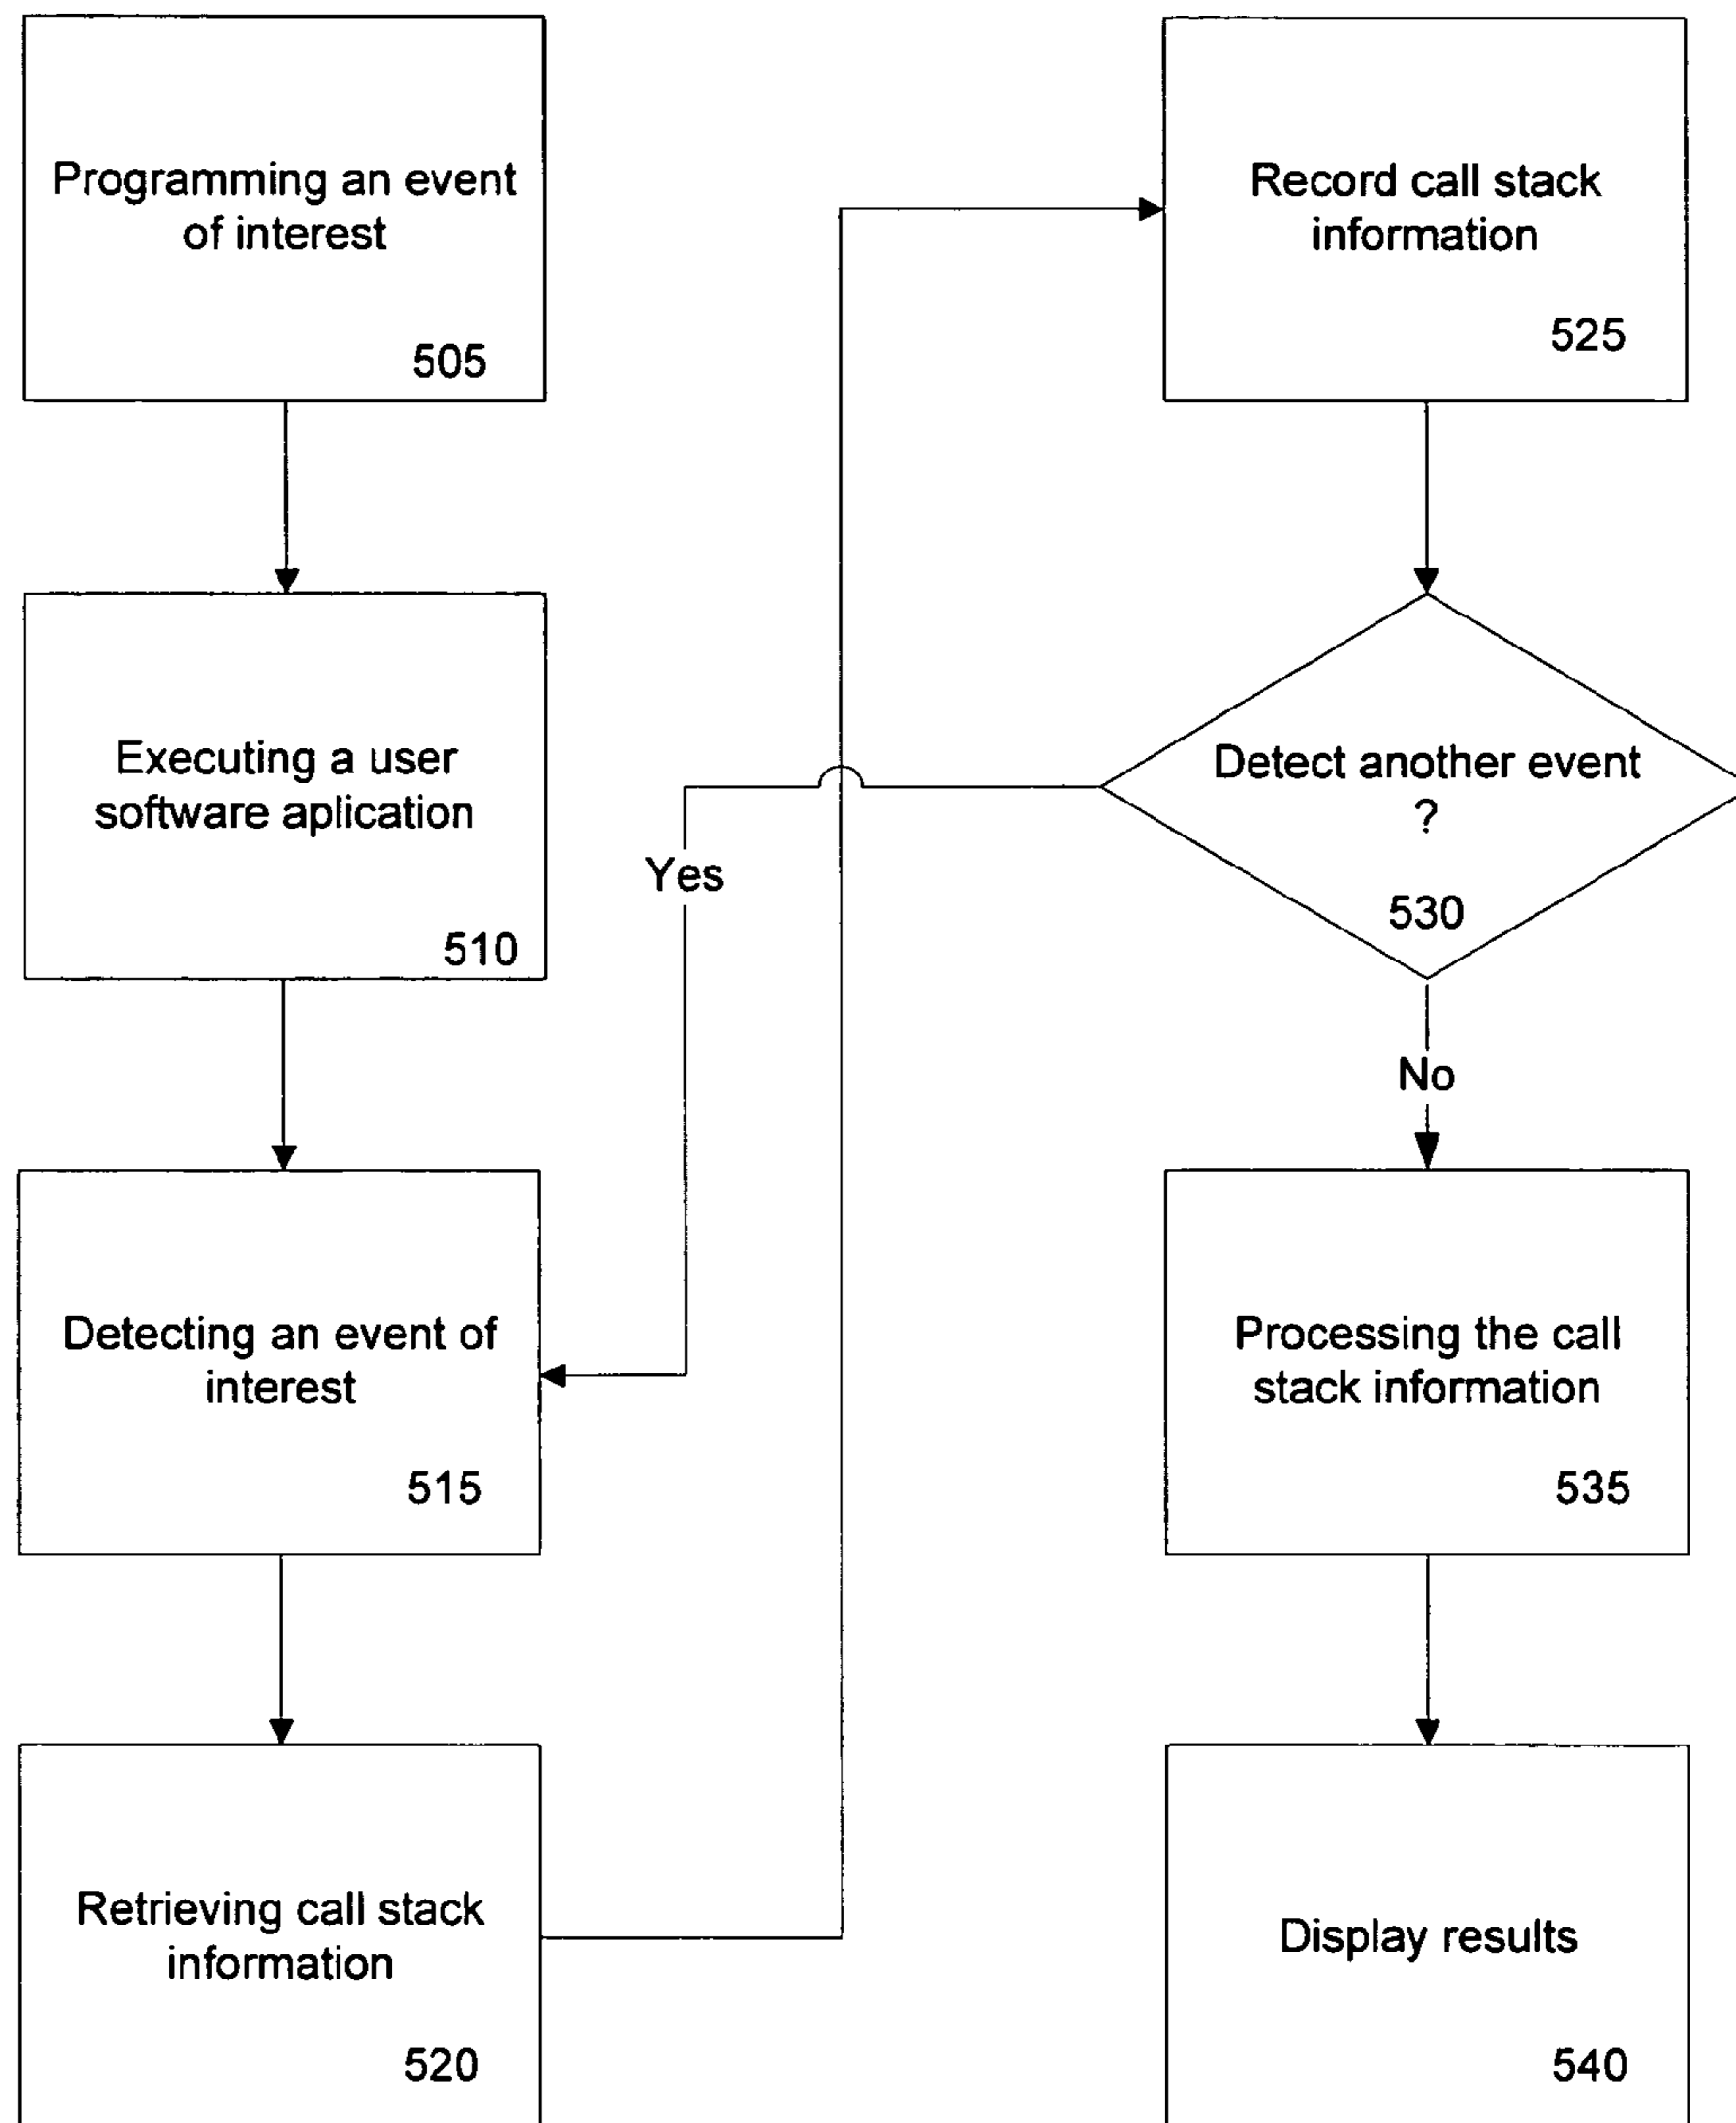 Programming an event
of interest
505
Executing a user
software aplication
510
Detecting an event of
interest
515
Retrieving call stack
information
520
Yes
Record call stack
information
525
Detect another event
?
530
No
Processing the call
stack information
535
Display results
540